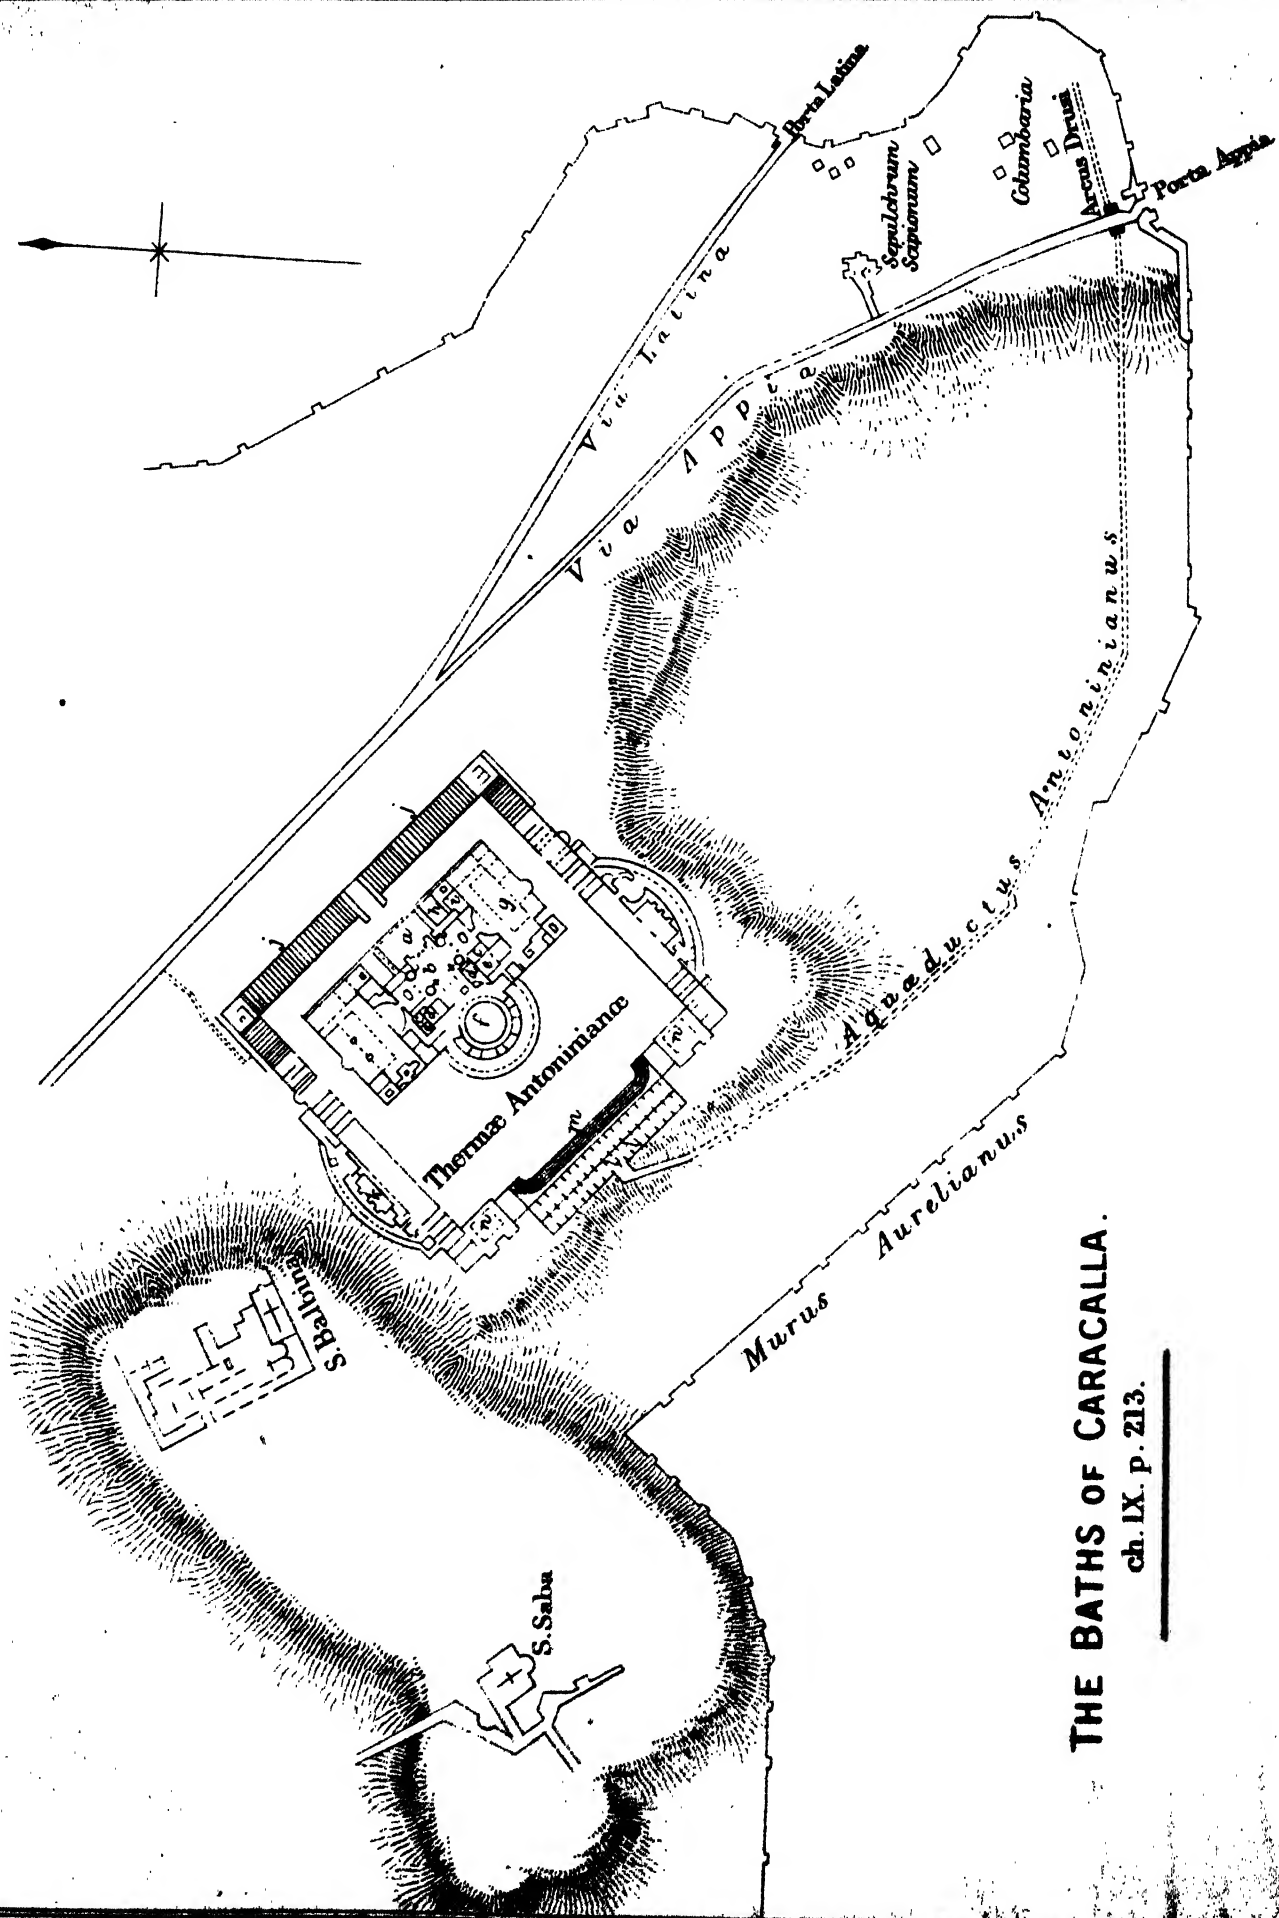 Porta Latina
Via Latina
Sepulchrum
Scipionum
Columbaria
Arcus Drusi
Porta Appia
Via Appia
Aquæductus Antoninianus
Thermæ Antoninianæ
j
j
a
b
g
f
m
n
n
S. Balbina
S. Saba
Murus Aurelianus
THE BATHS OF CARACALLA.
ch. IX. p. 213.